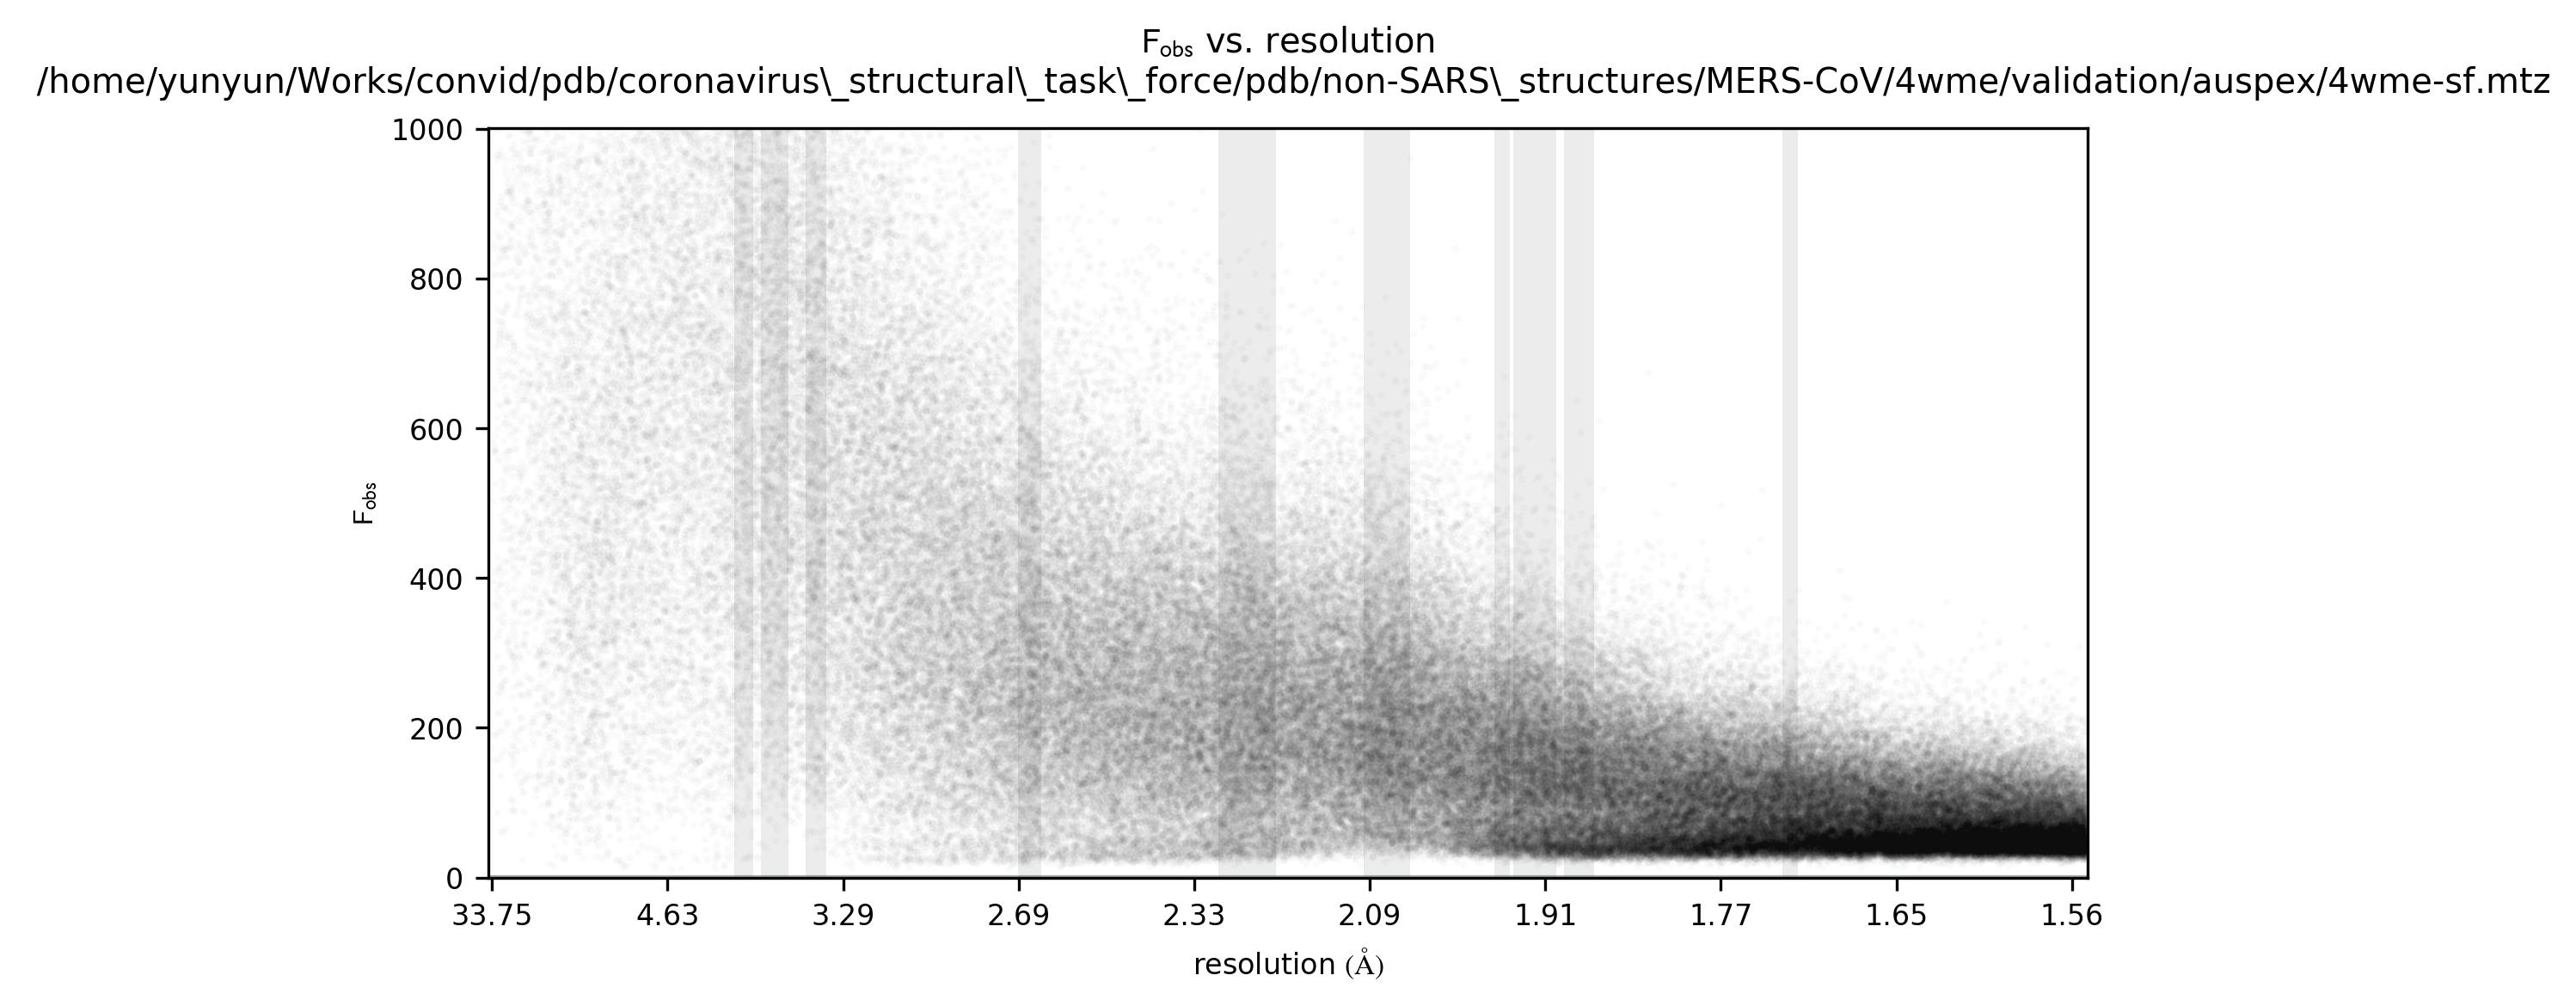 Fobs vs. resolution
/home/yunyun/Works/convid/pdb/coronavirus\_structural\_task\_force/pdb/non-SARS\_structures/MERS-CoV/4wme/validation/auspex/4wme-sf.mtz
1000
800
600
400
200
0
Fobs
33.75 4.63 3.29 2.69 2.33 2.09 1.91 1.77 1.65 1.56
resolution (Å)